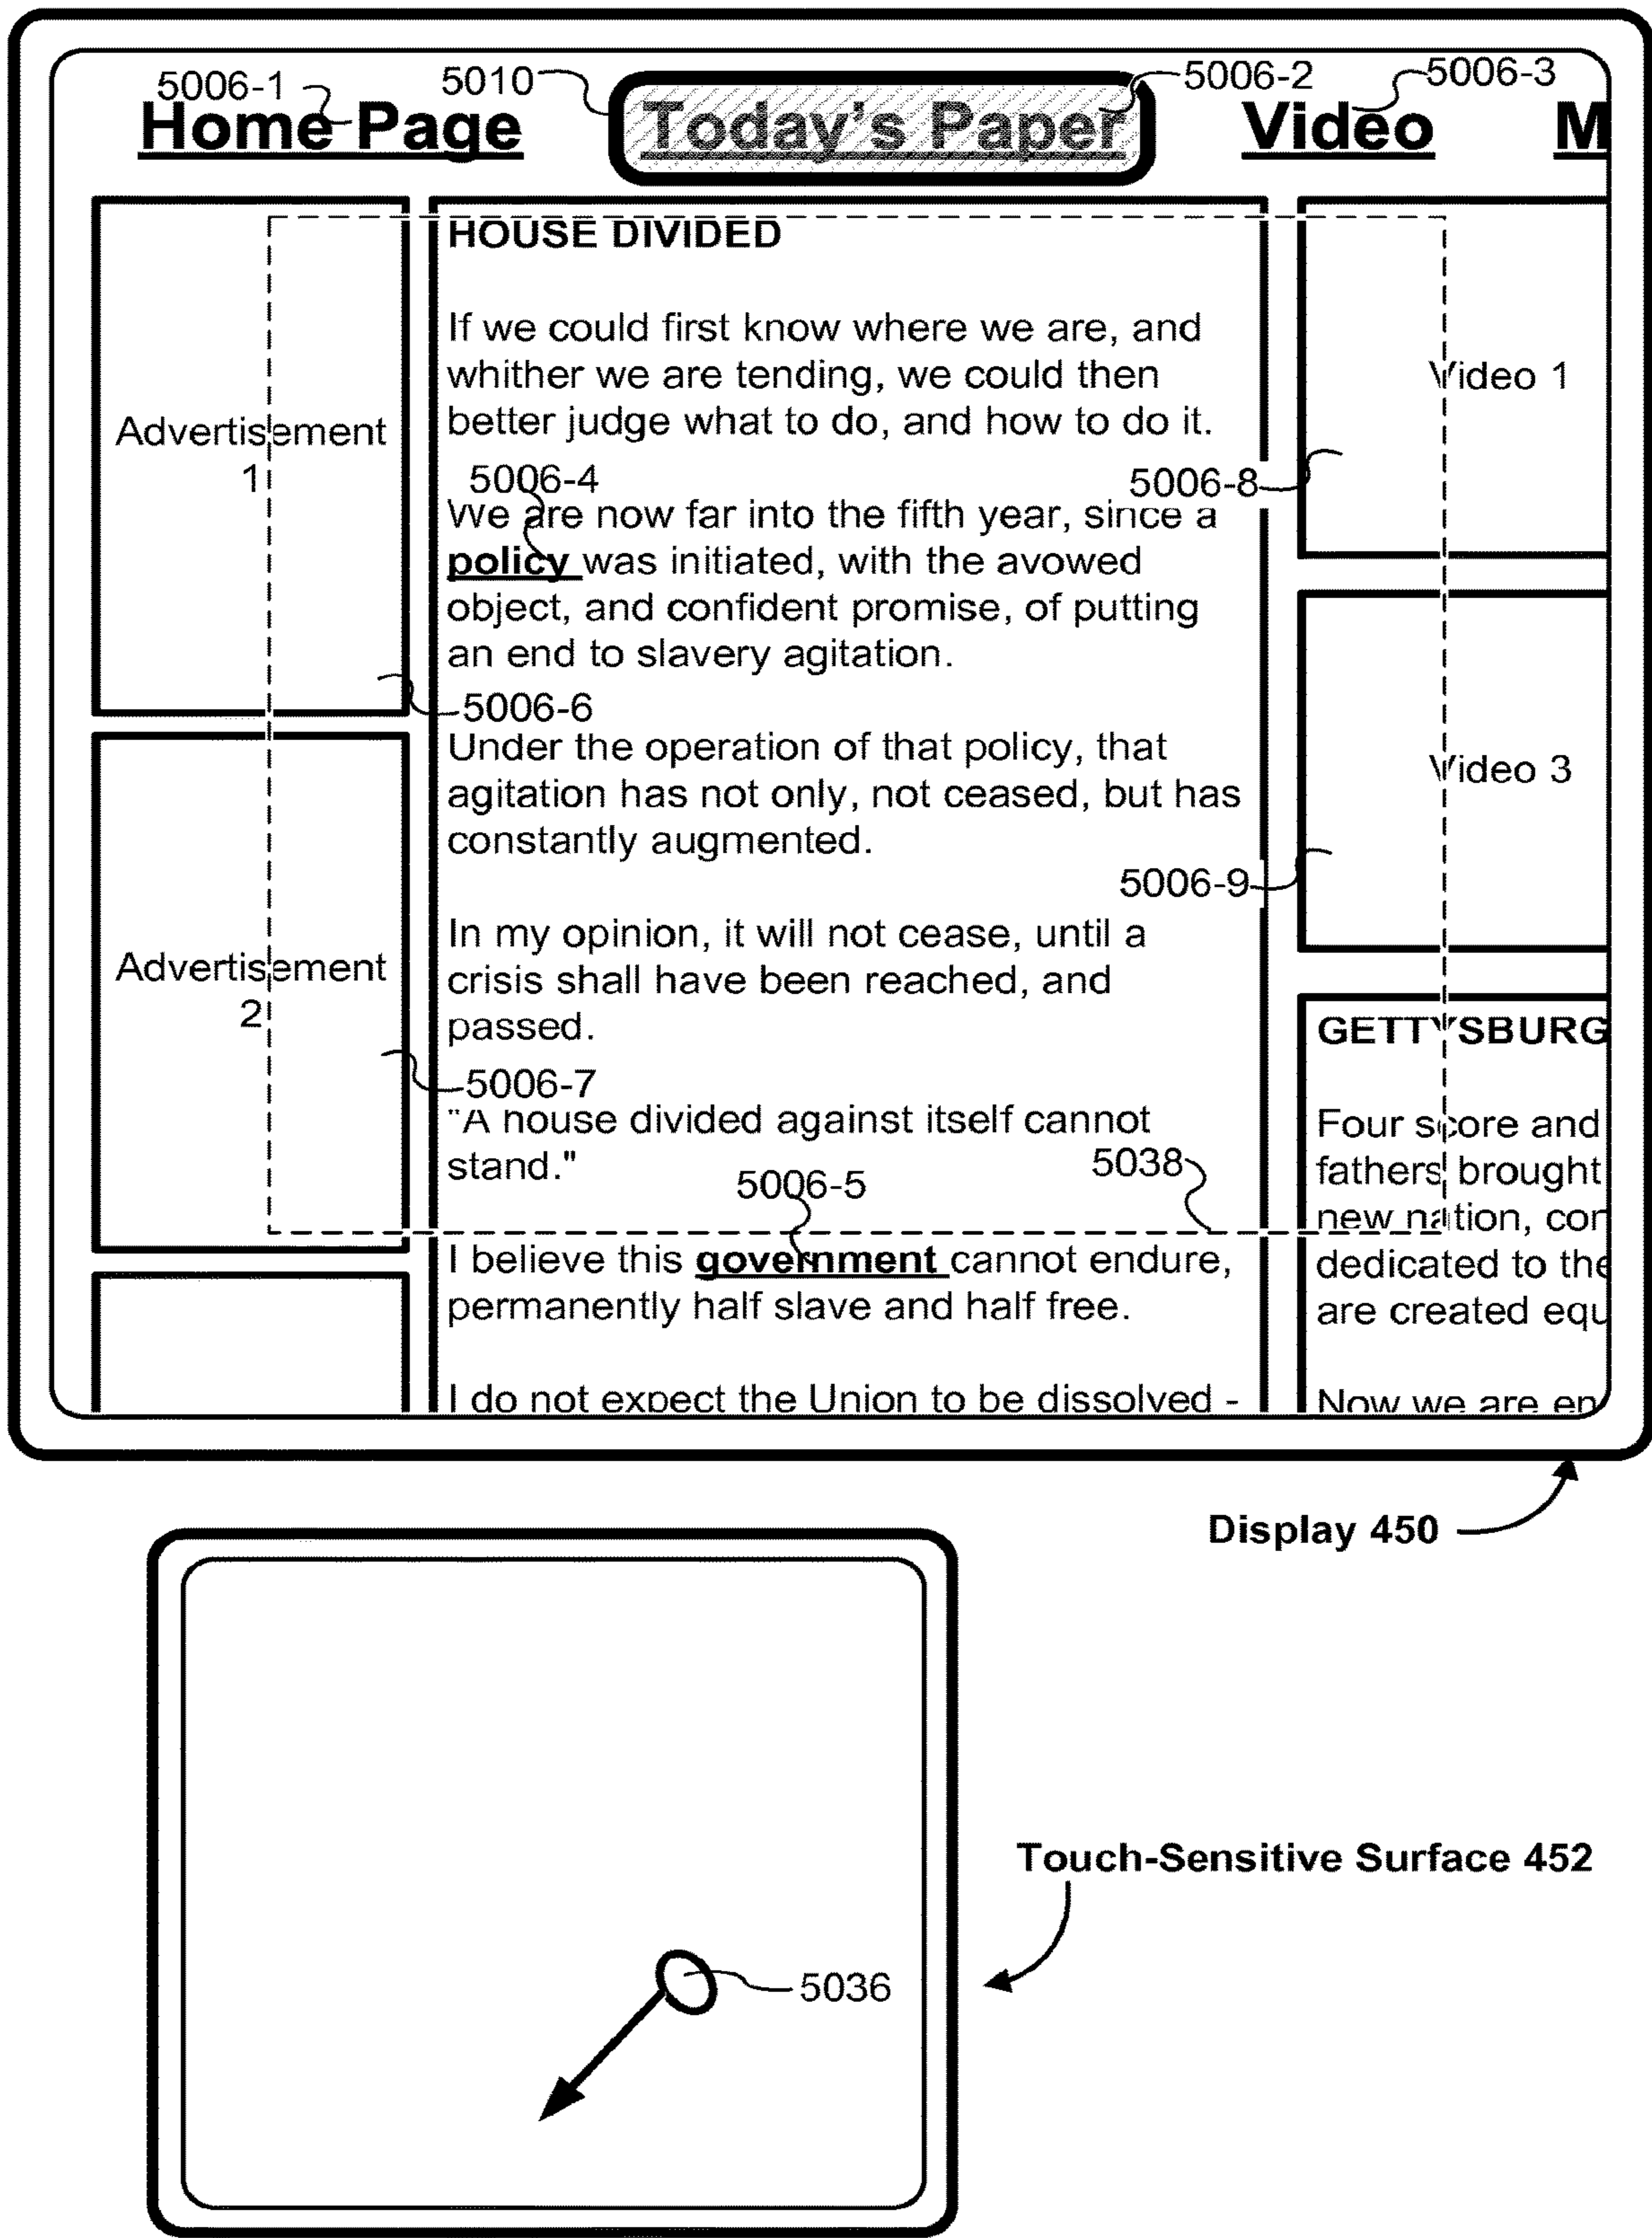 5006-1
5010
5006-2
5006-3
Home Page
Today's Paper
Video
M
Advertisement
1
5006-6
Advertisement
2
5006-7
HOUSE DIVIDED
If we could first know where we are, and
whither we are tending, we could then
better judge what to do, and how to do it.
5006-4
We are now far into the fifth year, since a
policy was initiated, with the avowed
object, and confident promise, of putting
an end to slavery agitation.
Under the operation of that policy, that
agitation has not only, not ceased, but has
constantly augmented.
In my opinion, it will not cease, until a
crisis shall have been reached, and
passed.
"A house divided against itself cannot
stand."
5006-5
5038
I believe this government cannot endure,
permanently half slave and half free.
I do not expect the Union to be dissolved -
Video 1
5006-8
Video 3
5006-9
GETTYSBURG
Four score and
fathers brought
new nation, con
dedicated to the
are created equ
Now we are en
Display 450
Touch-Sensitive Surface 452
5036